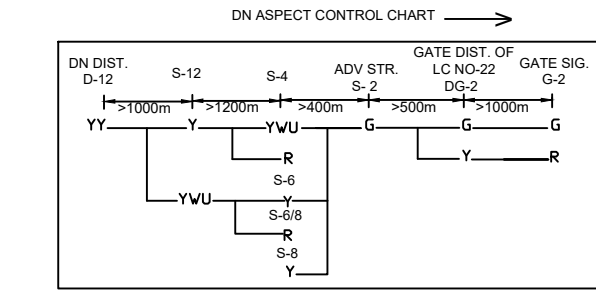 DN ASPECT CONTROL CHART
DN DIST.
D-12
S-12
S-4
ADV STR.
S- 2
GATE DIST. OF
LC NO-22
DG-2
GATE SIG.
G-2
>1000m >1200m >400m >500m >1000m
YY Y YWU G G G
R Y R
S-6
YWU Y
S-6/8
R
S-8
Y